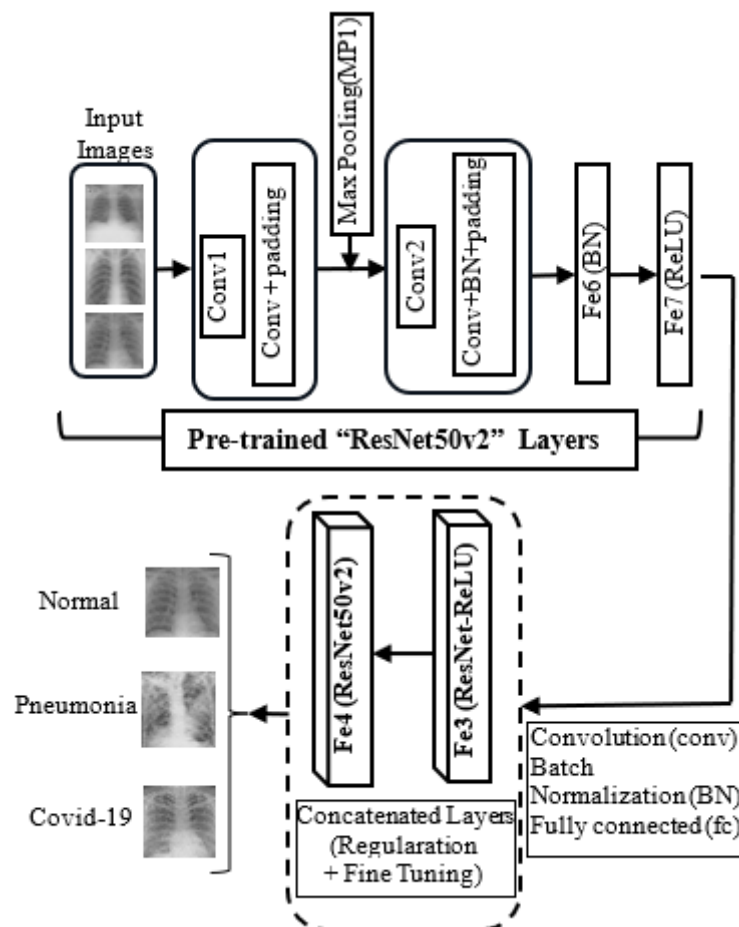 Input
Images
Conv1
Conv + padding
Max Pooling(MP1)
Conv2
Conv+BN+padding
Fe6 (BN)
Fe7 (ReLU)
Pre-trained “ResNet50v2” Layers
Normal
Pneumonia
Covid-19
Fe4 (ResNet50v2)
Fe3 (ResNet-ReLU)
Concatenated Layers
(Regularation
+ Fine Tuning)
Convolution (conv)
Batch
Normalization (BN)
Fully connected (fc)